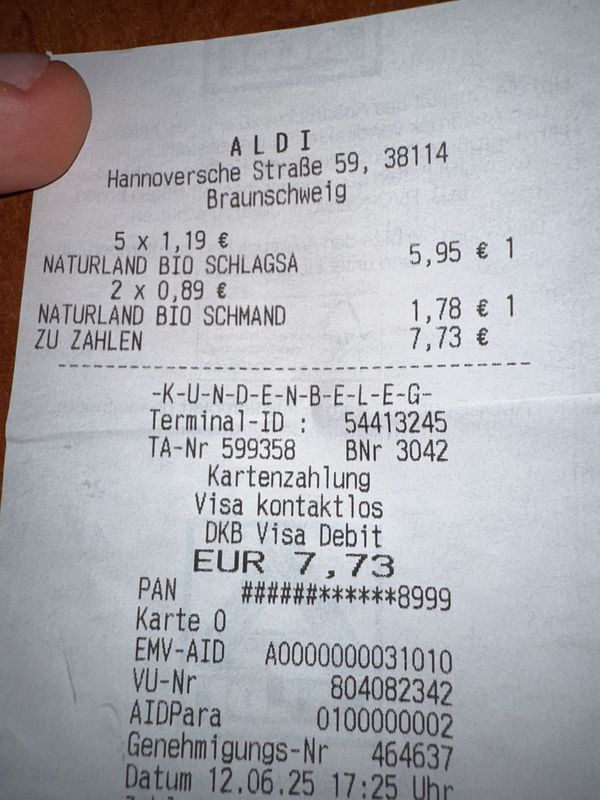 ALDI
Hannoversche Straße 59, 38114
Braunschweig
5 x 1,19 €
NATURLAND BIO SCHLAGSA 5,95 € 1
2 x 0,89 €
NATURLAND BIO SCHMAND 1,78 € 1
ZU ZAHLEN 7,73 €
-K-U-N-D-E-N-B-E-L-E-G-
Terminal-ID : 54413245
TA-Nr 599358 BNr 3042
Kartenzahlung
Visa kontaktlos
DKB Visa Debit
EUR 7,73
PAN ######******8999
Karte 0
EMV-AID A0000000031010
VU-Nr 804082342
AIDPara 0100000002
Genehmigungs-Nr 464637
Datum 12.06.25 17:25 Uhr